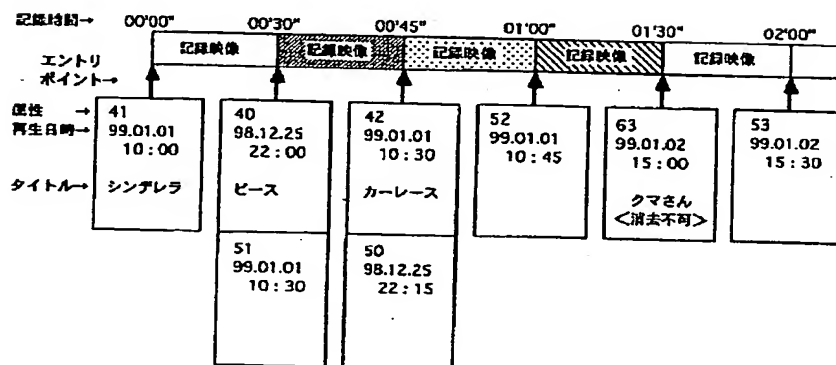 記録時間→ 00'00" 00'30" 00'45" 01'00" 01'30" 02'00"
記録映像 記録映像 記録映像 記録映像 記録映像
エントリ
ポイント→
属性 →
再生日時→
タイトル→
41
99.01.01
10:00
シンデレラ
40
98.12.25
22:00
ピース
51
99.01.01
10:30
42
99.01.01
10:30
カーレース
50
98.12.25
22:15
52
99.01.01
10:45
63
99.01.02
15:00
クマさん
<消去不可>
53
99.01.02
15:30